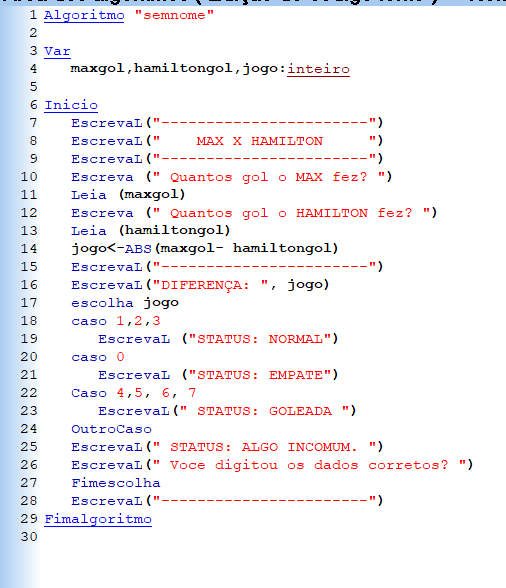 1 Algoritmo "semnome"
2
3 Var
4    maxgol,hamiltongol,jogo:inteiro
5
6 Inicio
7    EscrevaL("-----------------------")
8    EscrevaL("    MAX X HAMILTON     ")
9    EscrevaL("-----------------------")
10    Escreva (" Quantos gol o MAX fez? ")
11    Leia (maxgol)
12    Escreva (" Quantos gol o HAMILTON fez? ")
13    Leia (hamiltongol)
14    jogo<-ABS(maxgol- hamiltongol)
15    EscrevaL("-----------------------")
16    EscrevaL("DIFERENÇA: ", jogo)
17    escolha jogo
18    caso 1,2,3
19       EscrevaL ("STATUS: NORMAL")
20    caso 0
21       EscrevaL ("STATUS: EMPATE")
22    Caso 4,5, 6, 7
23       EscrevaL(" STATUS: GOLEADA ")
24    OutroCaso
25    EscrevaL(" STATUS: ALGO INCOMUM. ")
26    EscrevaL(" Voce digitou os dados corretos? ")
27    Fimescolha
28    EscrevaL("-----------------------")
29 Fimalgoritmo
30